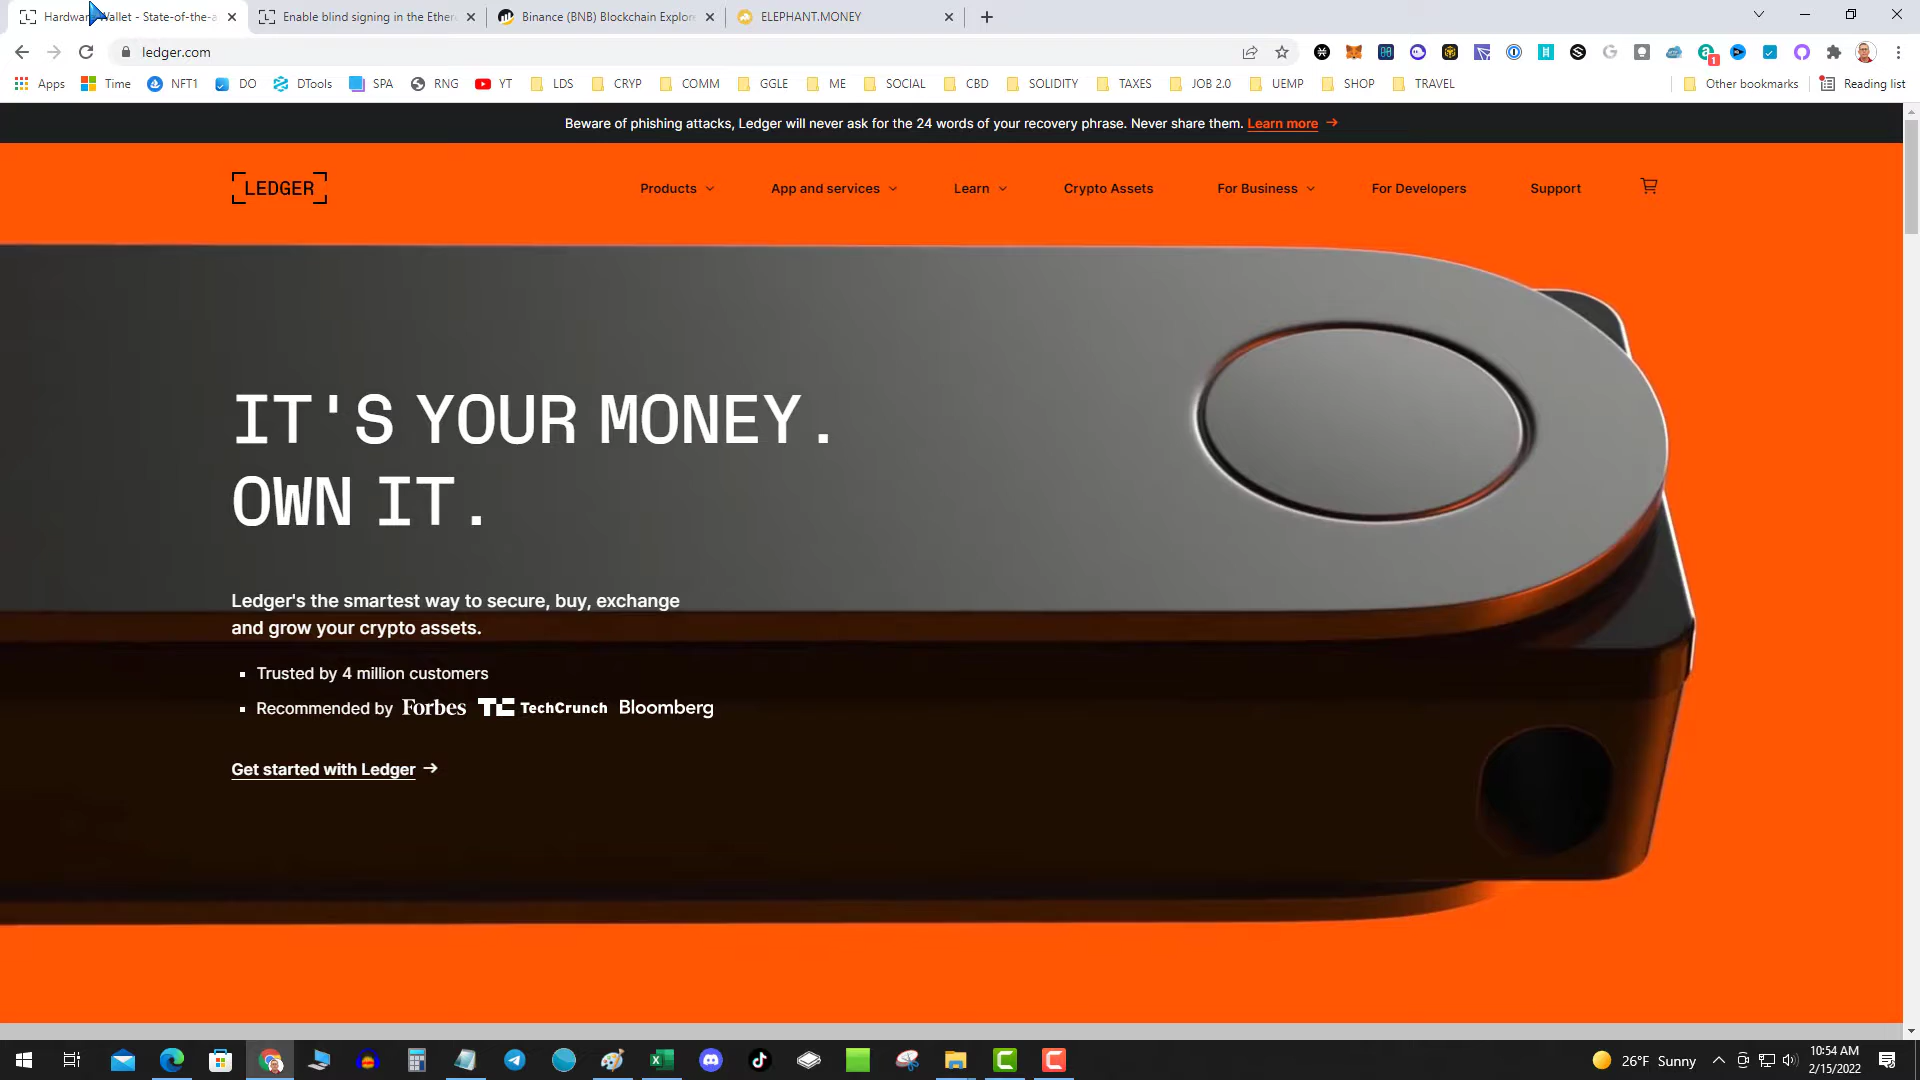 Hardware Wallet - State-of-the-a
Enable blind signing in the Ether
Binance (BNB) Blockchain Explor
ELEPHANT.MONEY
ledger.com
1
Apps
Time
NFT1
DO
DTools
SPA
RNG
YT
LDS
CRYP
COMM
GGLE
ME
SOCIAL
CBD
SOLIDITY
TAXES
JOB 2.0
UEMP
SHOP
TRAVEL
Other bookmarks
Reading list
Beware of phishing attacks, Ledger will never ask for the 24 words of your recovery phrase. Never share them. Learn more →
LEDGER
Products
App and services
Learn
Crypto Assets
For Business
For Developers
Support
IT'S YOUR MONEY.
OWN IT.
Ledger's the smartest way to secure, buy, exchange
and grow your crypto assets.
Trusted by 4 million customers
Recommended by Forbes TC TechCrunch Bloomberg
Get started with Ledger →
26°F Sunny
10:54 AM
2/15/2022